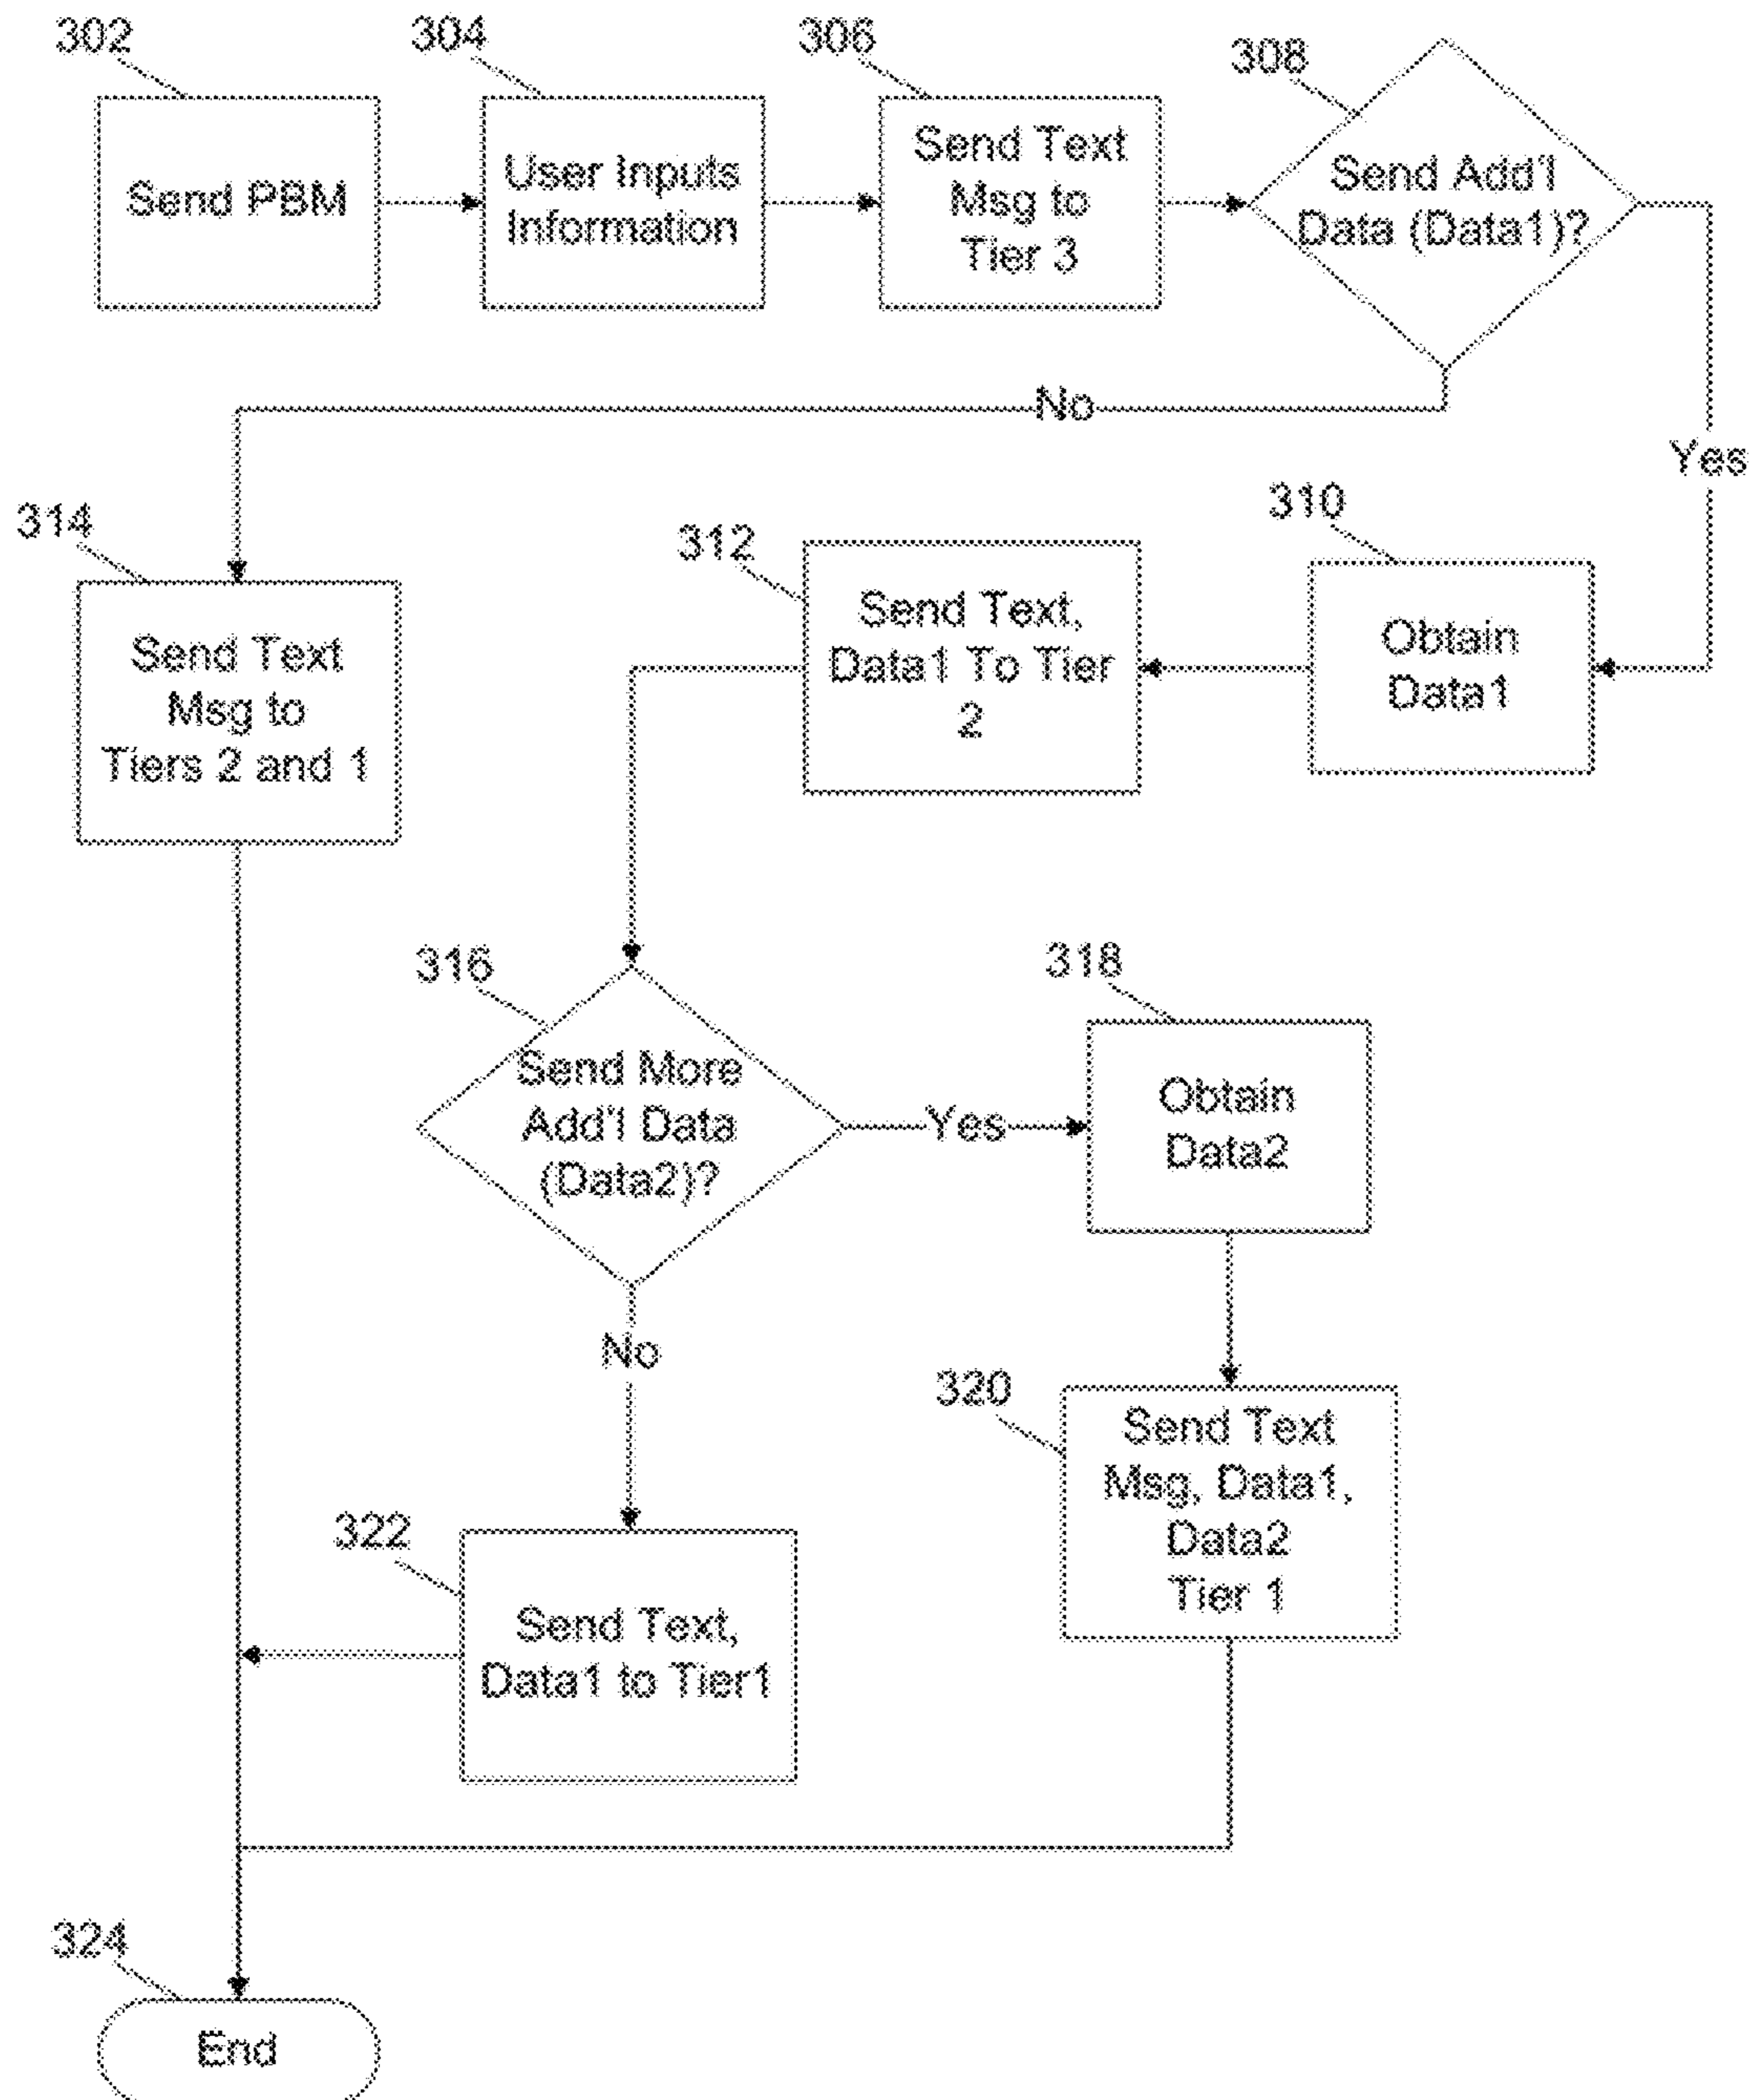 302
304
306
308
Send PBM
User Inputs
Information
Send Text
Msg to
Tier 3
Send Add'l
Data (Data1)?
No
Yes
314
312
310
Send Text
Msg to
Tiers 2 and 1
Send Text,
Data1 To Tier
2
Obtain
Data1
316
318
Send More
Add'l Data
(Data2)?
Yes
Obtain
Data2
No
320
Send Text
Msg, Data1,
Data2
Tier 1
322
Send Text,
Data1 to Tier1
324
End